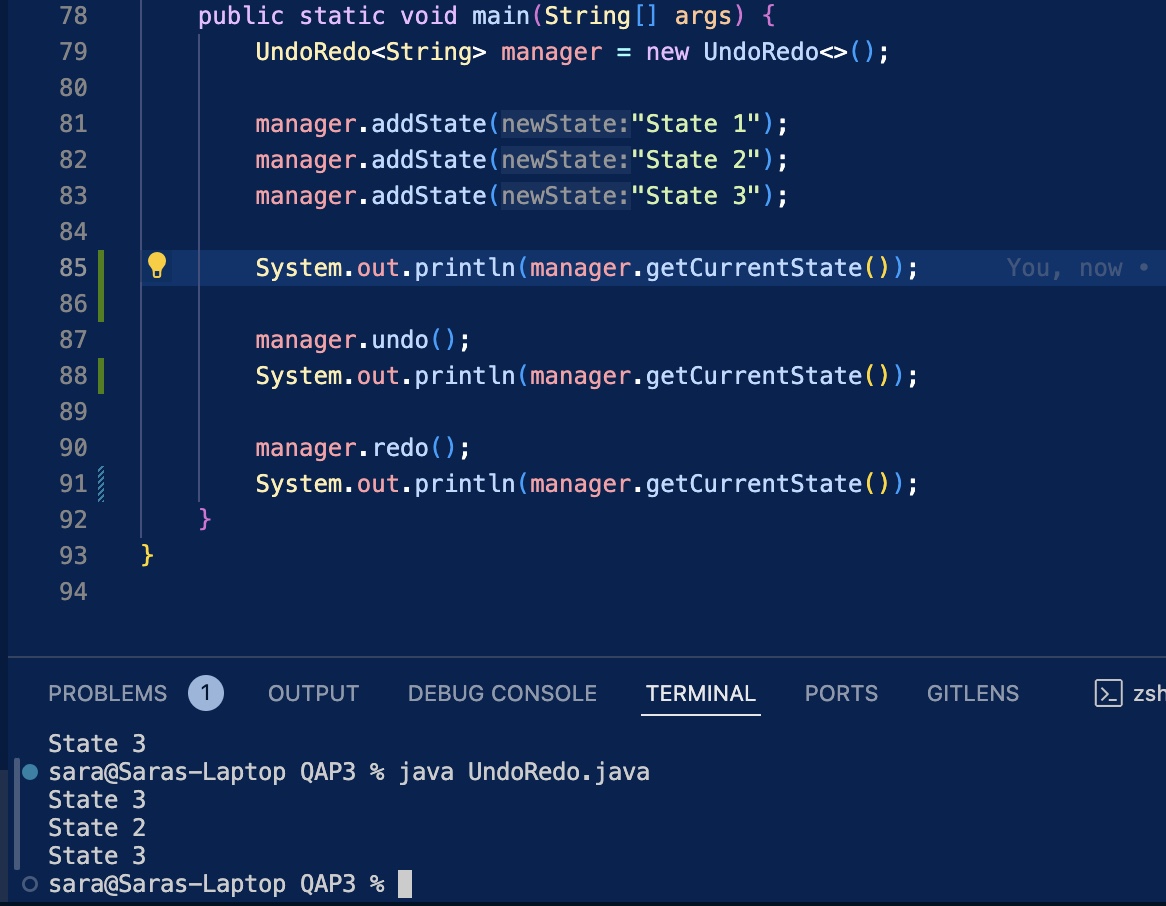 78 public static void main(String[] args) {
79 UndoRedo<String> manager = new UndoRedo<>();
80
81 manager.addState(newState:"State 1");
82 manager.addState(newState:"State 2");
83 manager.addState(newState:"State 3");
84
85 System.out.println(manager.getCurrentState()); You, now •
86
87 manager.undo();
88 System.out.println(manager.getCurrentState());
89
90 manager.redo();
91 System.out.println(manager.getCurrentState());
92 }
93 }
94
PROBLEMS 1 OUTPUT DEBUG CONSOLE TERMINAL PORTS GITLENS zsh
State 3
sara@Saras-Laptop QAP3 % java UndoRedo.java
State 3
State 2
State 3
sara@Saras-Laptop QAP3 %